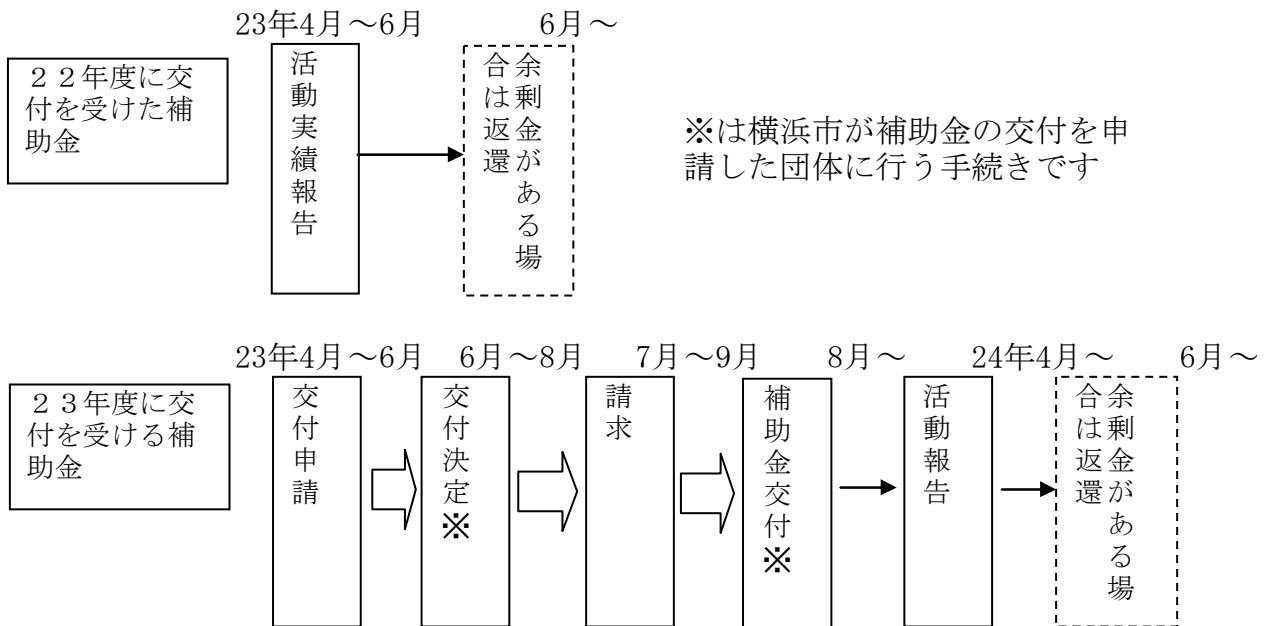 23年4月～6月 6月～
２２年度に交
付を受けた補
助金
活動実績報告
余剰金がある場
合は返還
※は横浜市が補助金の交付を申
請した団体に行う手続きです
23年4月～6月 6月～8月 7月～9月 8月～ 24年4月～ 6月～
２３年度に交
付を受ける補
助金
交付申請
交付決定※
請求
補助金交付※
活動報告
余剰金がある場
合は返還